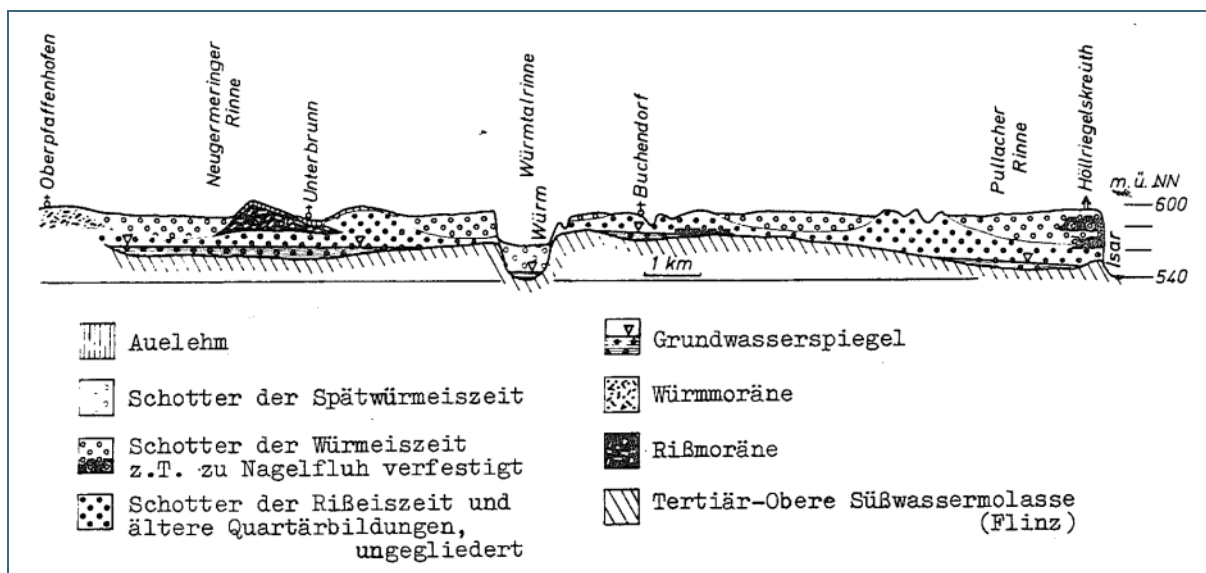 Oberpfaffenhofen
Neugermeringer
Rinne
Unterbrunn
Würmtalrinne
Würm
Buchendorf
Pullacher
Rinne
Höllriegelskreuth
m.ü.NN
600
Isar
1 km
540
Auelehm
Schotter der Spätwürmeiszeit
Schotter der Würmeiszeit
z.T. zu Nagelfluh verfestigt
Schotter der Rißeiszeit und
ältere Quartärbildungen,
ungegliedert
Grundwasserspiegel
Würmmoräne
Rißmoräne
Tertiär-Obere Süßwassermolasse
(Flinz)